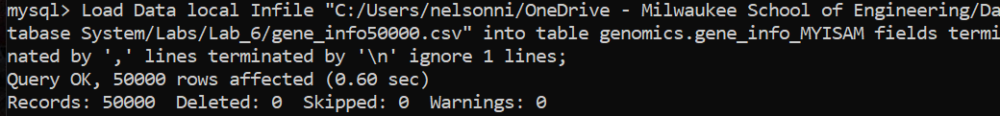 mysql> Load Data local Infile "C:/Users/nelsonni/OneDrive - Milwaukee School of Engineering/Da
tabase System/Labs/Lab_6/gene_info50000.csv" into table genomics.gene_info_MYISAM fields termi
nated by ',' lines terminated by '\n' ignore 1 lines;
Query OK, 50000 rows affected (0.60 sec)
Records: 50000  Deleted: 0  Skipped: 0  Warnings: 0